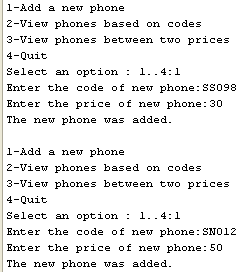 1-Add a new phone
2-View phones based on codes
3-View phones between two prices
4-Quit
Select an option : 1..4:1
Enter the code of new phone:SS098
Enter the price of new phone:30
The new phone was added.
1-Add a new phone
2-View phones based on codes
3-View phones between two prices
4-Quit
Select an option : 1..4:1
Enter the code of new phone:SN012
Enter the price of new phone:50
The new phone was added.